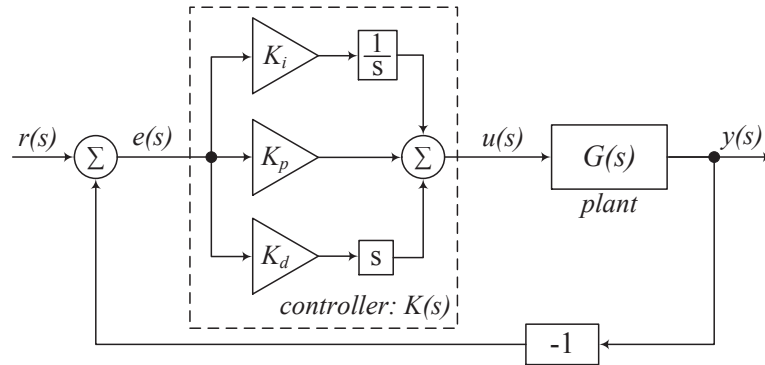 K_i
1/s
r(s)
Σ
e(s)
K_p
Σ
u(s)
G(s)
y(s)
plant
K_d
s
controller: K(s)
-1